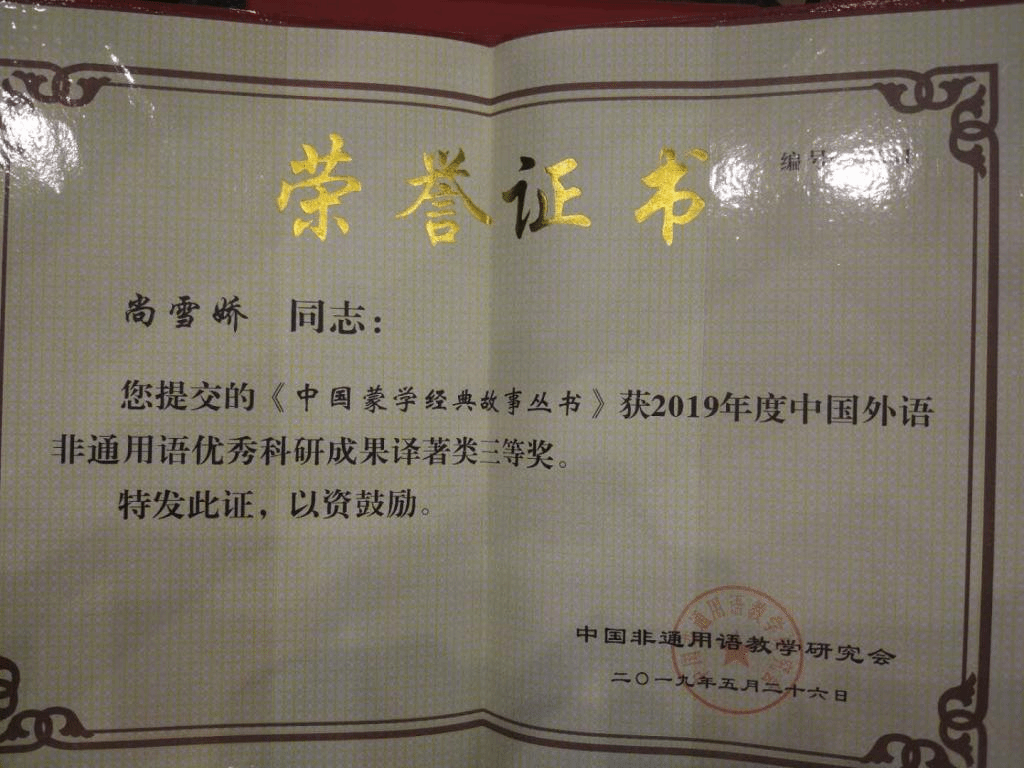 荣誉证书
编号
尚雪娇 同志：
您提交的《中国蒙学经典故事丛书》获2019年度中国外语
非通用语优秀科研成果译著类三等奖。
特发此证，以资鼓励。
中国非通用语教学研究会
二〇一九年五月二十六日